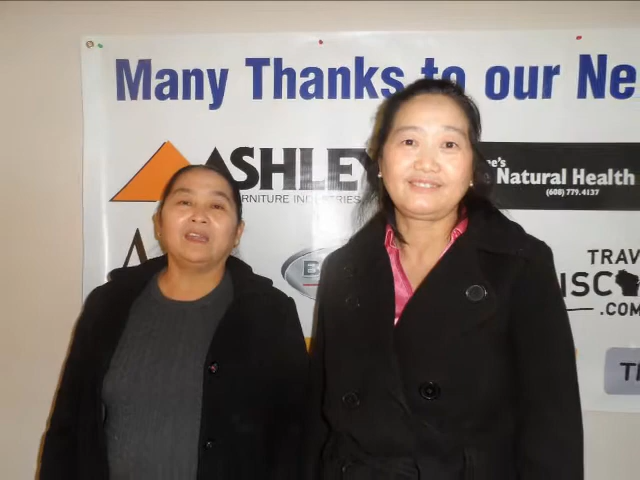 Many Thanks to our Ne
ASHLEY
RNITURE INDUSTRIES
e's
Natural Health
(608) 779.4137
TRAV
ISC
.COM
T